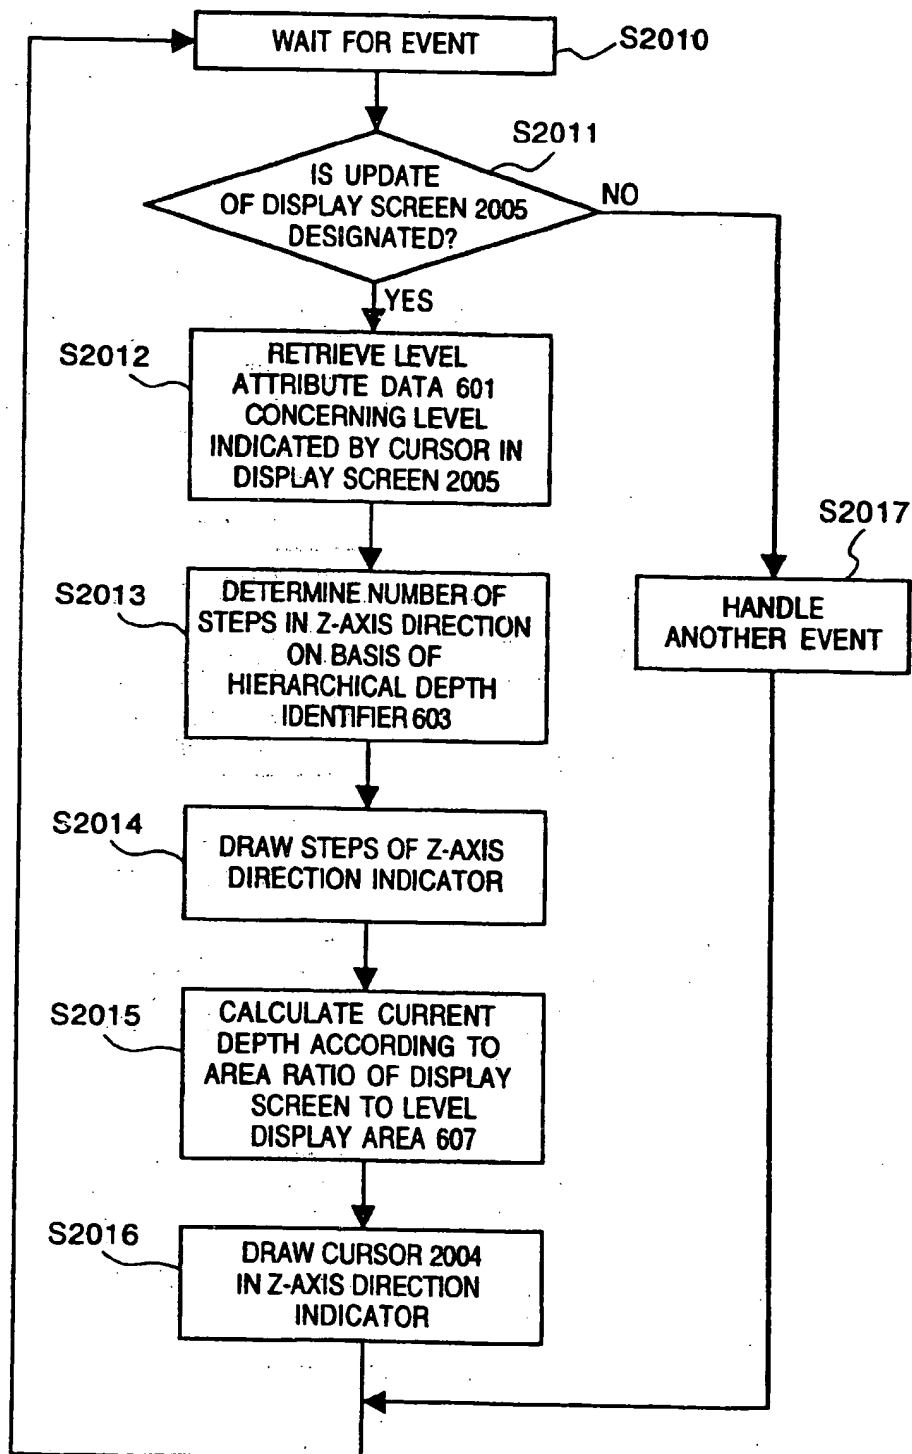 WAIT FOR EVENT
S2010
S2011
IS UPDATE
OF DISPLAY SCREEN 2005
DESIGNATED?
NO
YES
S2012
RETRIEVE LEVEL
ATTRIBUTE DATA 601
CONCERNING LEVEL
INDICATED BY CURSOR IN
DISPLAY SCREEN 2005
S2017
HANDLE
ANOTHER EVENT
S2013
DETERMINE NUMBER OF
STEPS IN Z-AXIS DIRECTION
ON BASIS OF
HIERARCHICAL DEPTH
IDENTIFIER 603
S2014
DRAW STEPS OF Z-AXIS
DIRECTION INDICATOR
S2015
CALCULATE CURRENT
DEPTH ACCORDING TO
AREA RATIO OF DISPLAY
SCREEN TO LEVEL
DISPLAY AREA 607
S2016
DRAW CURSOR 2004
IN Z-AXIS DIRECTION
INDICATOR